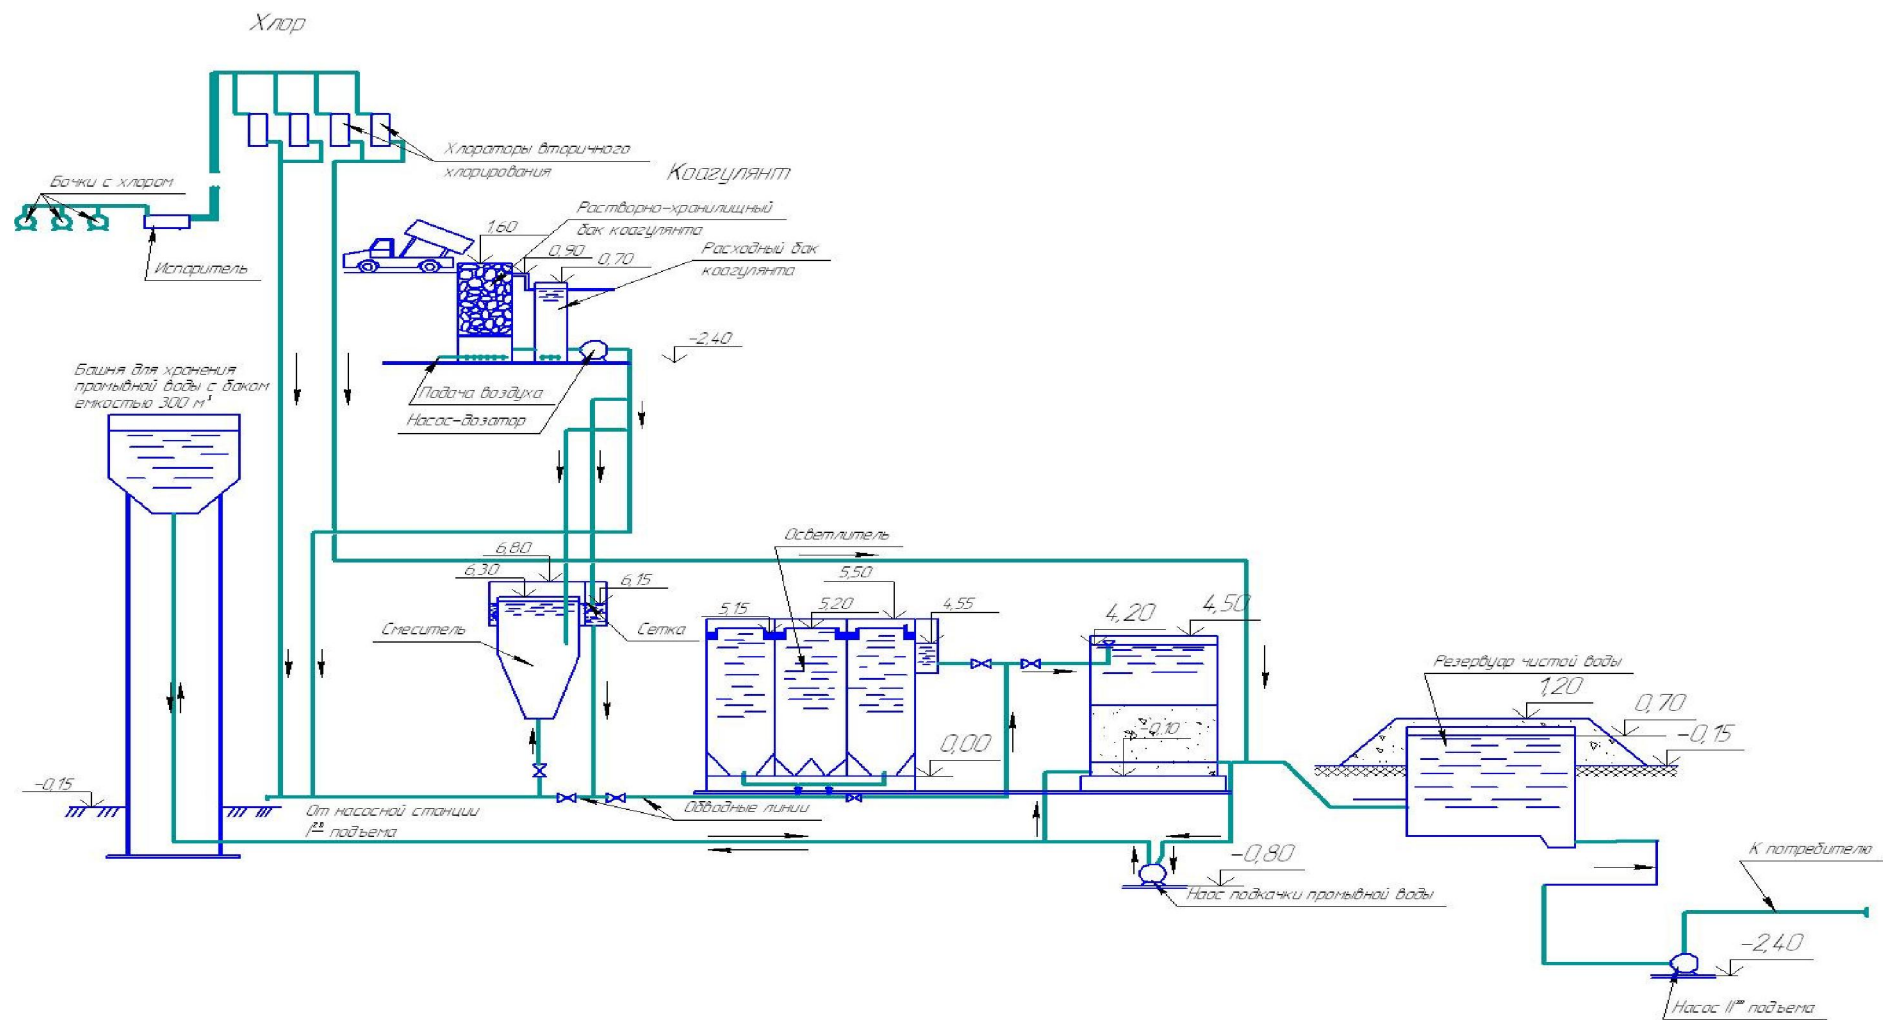 Хлор
Хлораторы вторичного
хлорирования
Бочки с хлором
Испаритель
Коагулянт
Растворно-хранилищный
бак коагулянта
Расходный бак
коагулянта
1,60
0,90
0,70
-2,40
Подача воздуха
Насос-дозатор
Башня для хранения
промывной воды с баком
емкостью 300 м³
6,80
6,30
6,15
Смеситель
Сетка
Осветлитель
5,50
5,15
5,20
4,55
4,20
4,50
0,00
-0,10
Резервуар чистой воды
1,20
0,70
-0,15
-0,15
От насосной станции
подъема
Обводные линии
-0,80
Наос подкачки промывной воды
К потребителю
-2,40
Насос II подъема